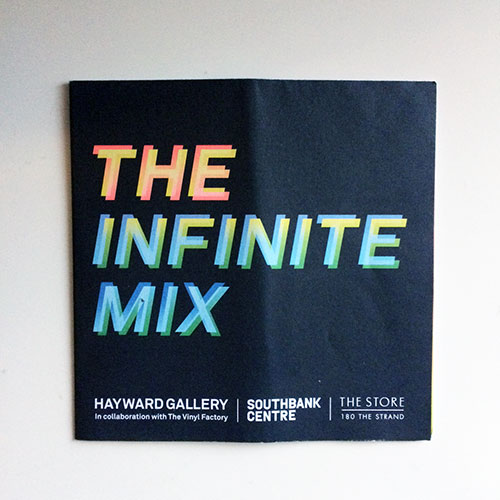 THE
INFINITE
MIX
HAYWARD GALLERY
In collaboration with The Vinyl Factory
SOUTHBANK
CENTRE
THE STORE
180 THE STRAND